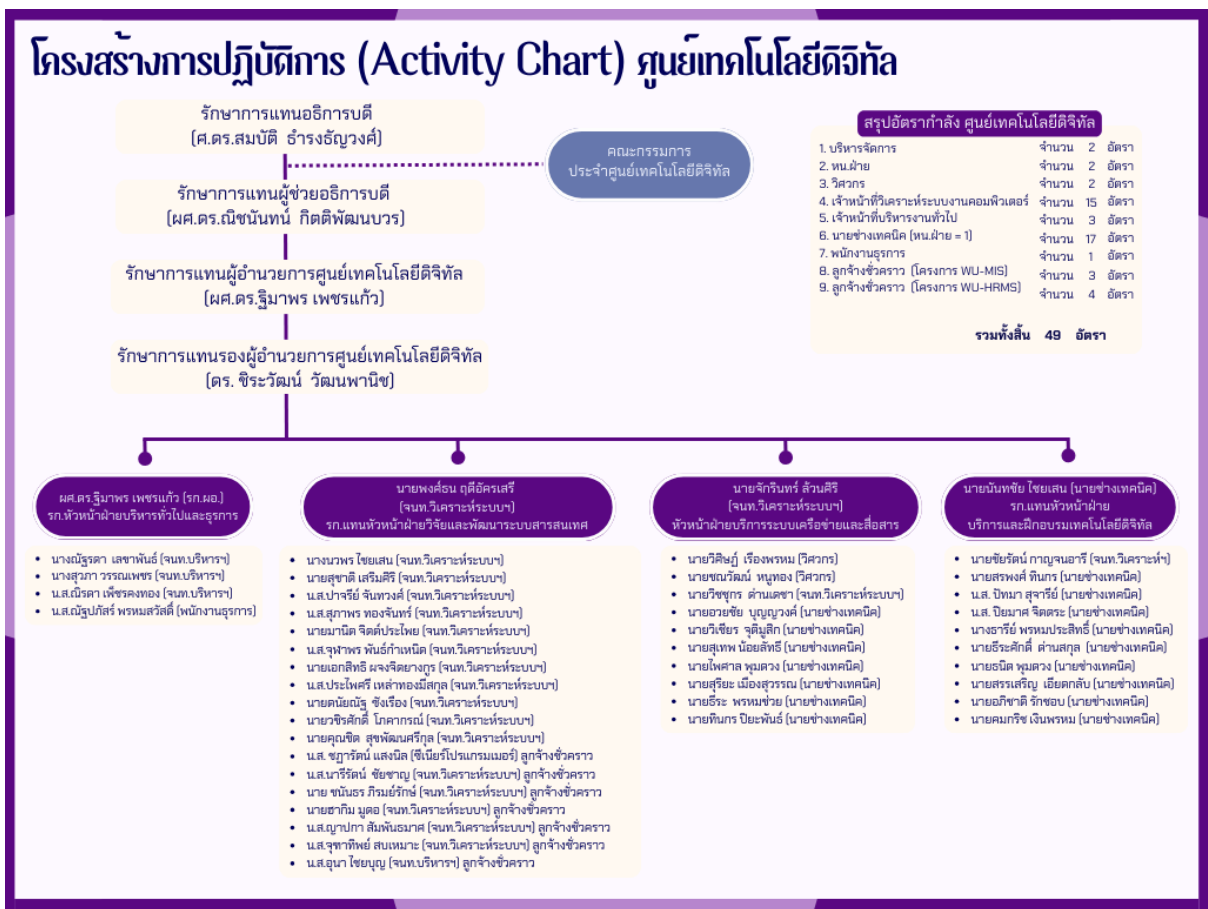 โครงสร้างการปฏิบัติการ (Activity Chart) ศูนย์เทคโนโลยีดิจิทัล
รักษาการแทนอธิการบดี
(ศ.ดร.สมบัติ ธำรงธัญวงศ์)
คณะกรรมการ
ประจำศูนย์เทคโนโลยีดิจิทัล
รักษาการแทนผู้ช่วยอธิการบดี
(ผศ.ดร.ณิชนันทน์ กิตติพัฒนบวร)
รักษาการแทนผู้อำนวยการศูนย์เทคโนโลยีดิจิทัล
(ผศ.ดร.ฐิมาพร เพชรแก้ว)
รักษาการแทนรองผู้อำนวยการศูนย์เทคโนโลยีดิจิทัล
(ดร. ชิระวัฒน์ วัฒนพานิช)
สรุปอัตรากำลัง ศูนย์เทคโนโลยีดิจิทัล
1. บริหารจัดการ จำนวน 2 อัตรา
2. หน.ฝ่าย จำนวน 2 อัตรา
3. วิศวกร จำนวน 2 อัตรา
4. เจ้าหน้าที่วิเคราะห์ระบบงานคอมพิวเตอร์ จำนวน 15 อัตรา
5. เจ้าหน้าที่บริหารงานทั่วไป จำนวน 3 อัตรา
6. นายช่างเทคนิค (หน.ฝ่าย = 1) จำนวน 17 อัตรา
7. พนักงานธุรการ จำนวน 1 อัตรา
8. ลูกจ้างชั่วคราว (โครงการ WU-MIS) จำนวน 3 อัตรา
9. ลูกจ้างชั่วคราว (โครงการ WU-HRMS) จำนวน 4 อัตรา
รวมทั้งสิ้น 49 อัตรา
ผศ.ดร.ฐิมาพร เพชรแก้ว (รก.ผอ.)
รก.หัวหน้าฝ่ายบริหารทั่วไปและธุรการ
• นางณัฐรดา เลขาพันธ์ (จนท.บริหารฯ)
• นางสุวภา วรรณเพชร (จนท.บริหารฯ)
• น.ส.ณิรดา เพ็ชรคงทอง (จนท.บริหารฯ)
• น.ส.ณัฐปภัสร์ พรหมสวัสดิ์ (พนักงานธุรการ)
นายพงศ์ธน ฤดีอัครเสรี
(จนท.วิเคราะห์ระบบฯ)
รก.แทนหัวหน้าฝ่ายวิจัยและพัฒนาระบบสารสนเทศ
• นางนวพร ไชยเสน (จนท.วิเคราะห์ระบบฯ)
• นายสุชาติ เสริมศิริ (จนท.วิเคราะห์ระบบฯ)
• น.ส.ปาจรีย์ จันทวงค์ (จนท.วิเคราะห์ระบบฯ)
• น.ส.สุภาพร ทองจันทร์ (จนท.วิเคราะห์ระบบฯ)
• นายมานิต จิตต์ประไพย (จนท.วิเคราะห์ระบบฯ)
• น.ส.จุฬาพร พันธ์กำเหนิด (จนท.วิเคราะห์ระบบฯ)
• นายเอกสิทธิ ผจงจิตยางกูร (จนท.วิเคราะห์ระบบฯ)
• น.ส.ประไพศรี เหล่าทองมีสกุล (จนท.วิเคราะห์ระบบฯ)
• นายดนัยณัฐ ชังเรือง (จนท.วิเคราะห์ระบบฯ)
• นายวชิรศักดิ์ โภคากรณ์ (จนท.วิเคราะห์ระบบฯ)
• นายคุณชิต สุขพัฒนศรีกุล (จนท.วิเคราะห์ระบบฯ)
• น.ส. ชฎารัตน์ แสงนิล (ซีเนียร์โปรแกรมเมอร์) ลูกจ้างชั่วคราว
• น.ส.นารีรัตน์ ชัยชาญ (จนท.วิเคราะห์ระบบฯ) ลูกจ้างชั่วคราว
• นาย ชนันธร ภิรมย์รักษ์ (จนท.วิเคราะห์ระบบฯ) ลูกจ้างชั่วคราว
• นายฮากิม มูดอ (จนท.วิเคราะห์ระบบฯ) ลูกจ้างชั่วคราว
• น.ส.ญาปกา สัมพันธมาศ (จนท.วิเคราะห์ระบบฯ) ลูกจ้างชั่วคราว
• น.ส.จุฑาทิพย์ สบเหมาะ (จนท.วิเคราะห์ระบบฯ) ลูกจ้างชั่วคราว
• น.ส.อุนา ไชยบุญ (จนท.บริหารฯ) ลูกจ้างชั่วคราว
นายจักรินทร์ ล้วนศิริ
(จนท.วิเคราะห์ระบบฯ)
หัวหน้าฝ่ายบริการระบบเครือข่ายและสื่อสาร
• นายวิศิษฏ์ เรืองพรหม (วิศวกร)
• นายชณวัฒน์ หนูทอง (วิศวกร)
• นายวิชชุกร ด่านเดชา (จนท.วิเคราะห์ระบบฯ)
• นายอวยชัย บุญญวงค์ (นายช่างเทคนิค)
• นายวิเชียร จุติมูสิก (นายช่างเทคนิค)
• นายสุเทพ น้อยลัทธี (นายช่างเทคนิค)
• นายไพศาล พุมดวง (นายช่างเทคนิค)
• นายสุริยะ เมืองสุวรรณ (นายช่างเทคนิค)
• นายธีระ พรหมช่วย (นายช่างเทคนิค)
• นายทินกร ปิยะพันธ์ (นายช่างเทคนิค)
นายนันทชัย ไชยเสน (นายช่างเทคนิค)
รก.แทนหัวหน้าฝ่าย
บริการและฝึกอบรมเทคโนโลยีดิจิทัล
• นายชัยรัตน์ กาญจนอารี (จนท.วิเคราะห์ฯ)
• นายสรพงศ์ ทินกร (นายช่างเทคนิค)
• น.ส. ปัทมา สุจารีย์ (นายช่างเทคนิค)
• น.ส. ปิยมาศ จิตตระ (นายช่างเทคนิค)
• นางธารีย์ พรหมประสิทธิ์ (นายช่างเทคนิค)
• นายธีระศักดิ์ ด่านสกุล (นายช่างเทคนิค)
• นายธนิต พุมดวง (นายช่างเทคนิค)
• นายสรรเสริญ เอียดกลับ (นายช่างเทคนิค)
• นายอภิชาติ รักชอบ (นายช่างเทคนิค)
• นายคมกริช เงินพรหม (นายช่างเทคนิค)